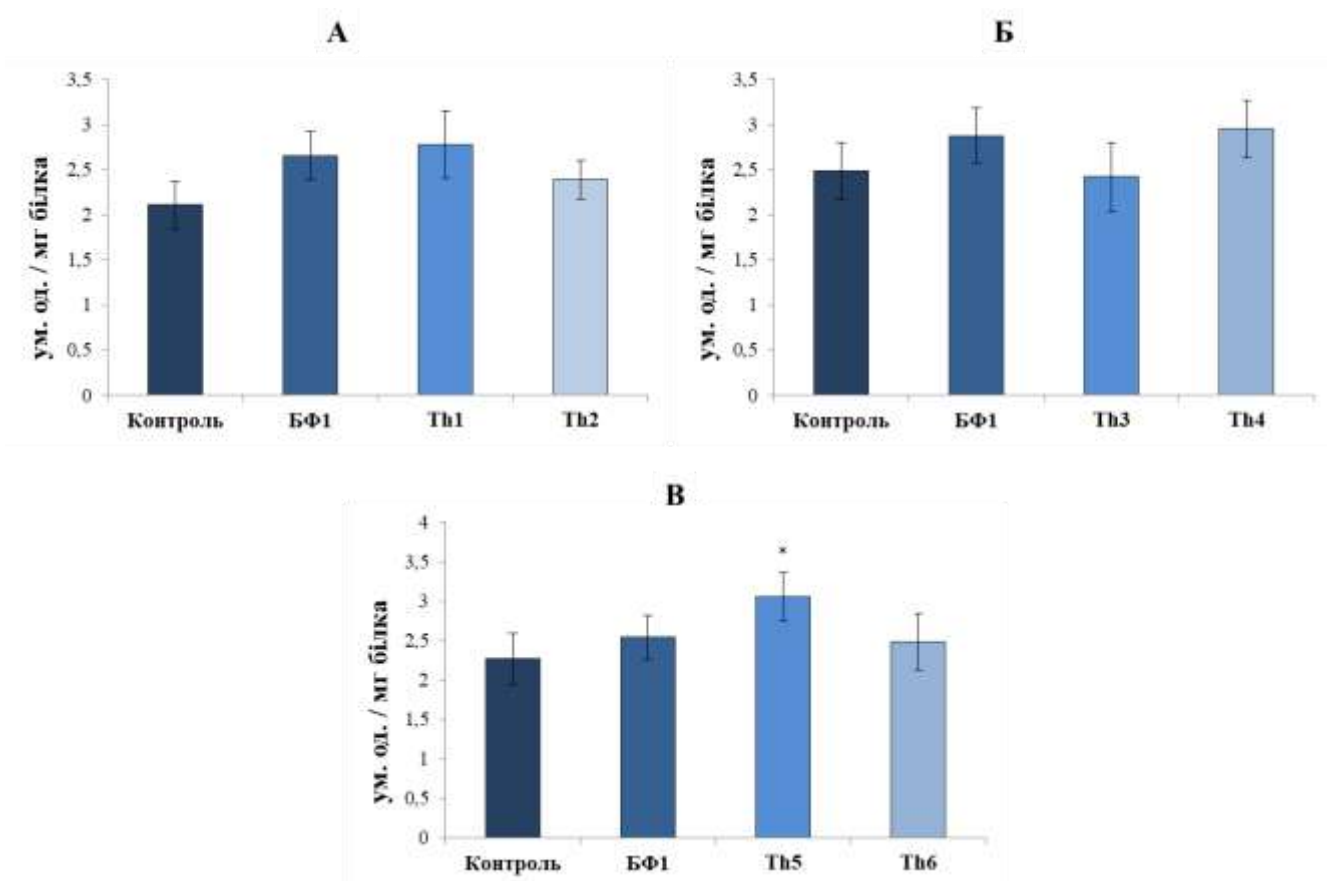 А
ум. од. / мг білка
3,5
3
2,5
2
1,5
1
0,5
0
Контроль БФ1 Th1 Th2
Б
ум. од. / мг білка
3,5
3
2,5
2
1,5
1
0,5
0
Контроль БФ1 Th3 Th4
В
ум. од. / мг білка
4
3,5
3
2,5
2
1,5
1
0,5
0
*
Контроль БФ1 Th5 Th6